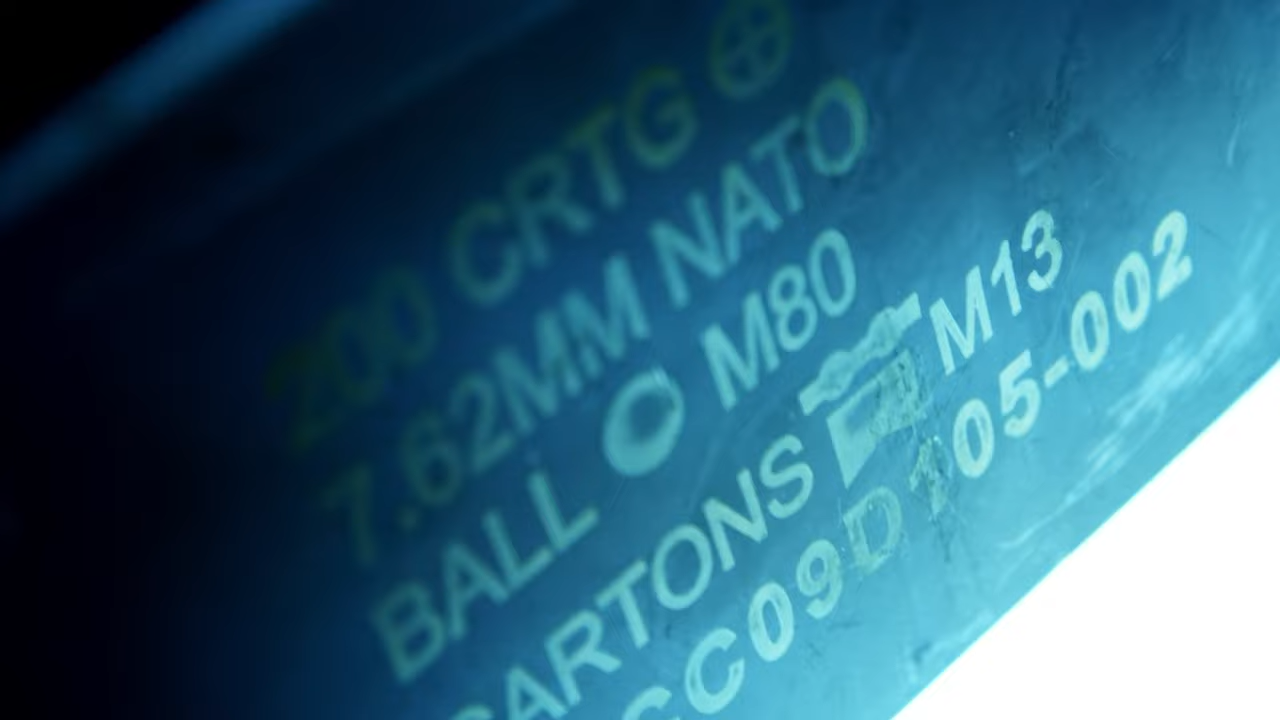 200 CRTG
7.62MM NATO
BALL M80
CARTONS M13
CC09D105-002